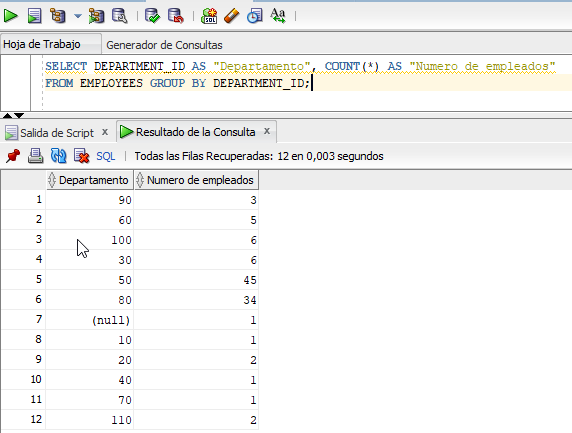 SQL
Aa
Hoja de Trabajo Generador de Consultas
SELECT DEPARTMENT_ID AS "Departamento", COUNT(*) AS "Numero de empleados"
FROM EMPLOYEES GROUP BY DEPARTMENT_ID;
Salida de Script x Resultado de la Consulta x
SQL | Todas las Filas Recuperadas: 12 en 0,003 segundos
Departamento Numero de empleados
1 90 3
2 60 5
3 100 6
4 30 6
5 50 45
6 80 34
7 (null) 1
8 10 1
9 20 2
10 40 1
11 70 1
12 110 2